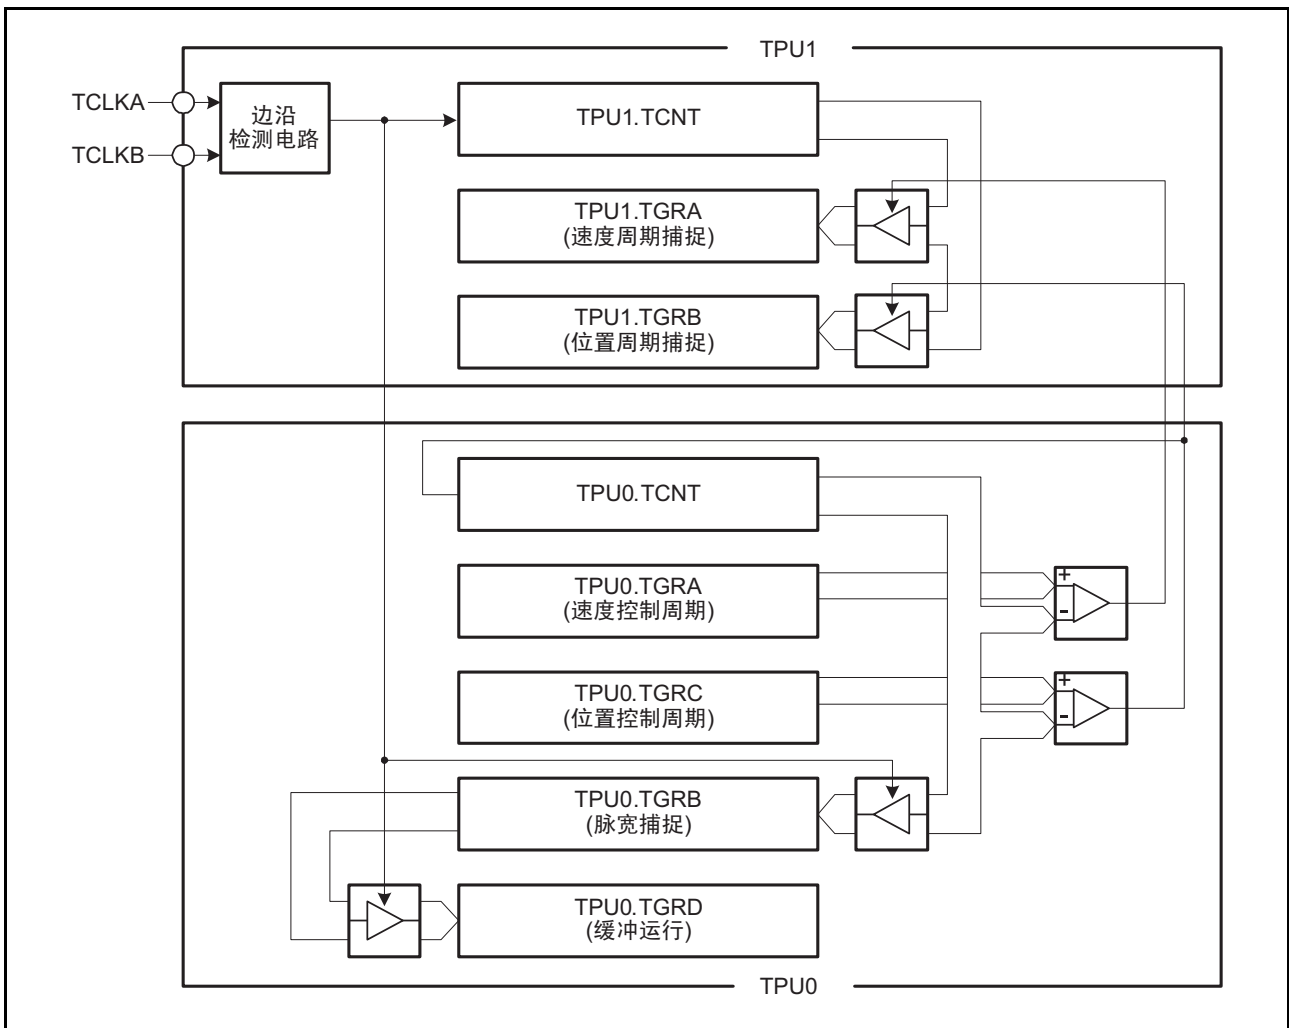 TPU1
TCLKA
TCLKB
边沿
检测电路
TPU1.TCNT
TPU1.TGRA
(速度周期捕捉)
TPU1.TGRB
(位置周期捕捉)
TPU0.TCNT
TPU0.TGRA
(速度控制周期)
+
-
TPU0.TGRC
(位置控制周期)
+
-
TPU0.TGRB
(脉宽捕捉)
TPU0.TGRD
(缓冲运行)
TPU0